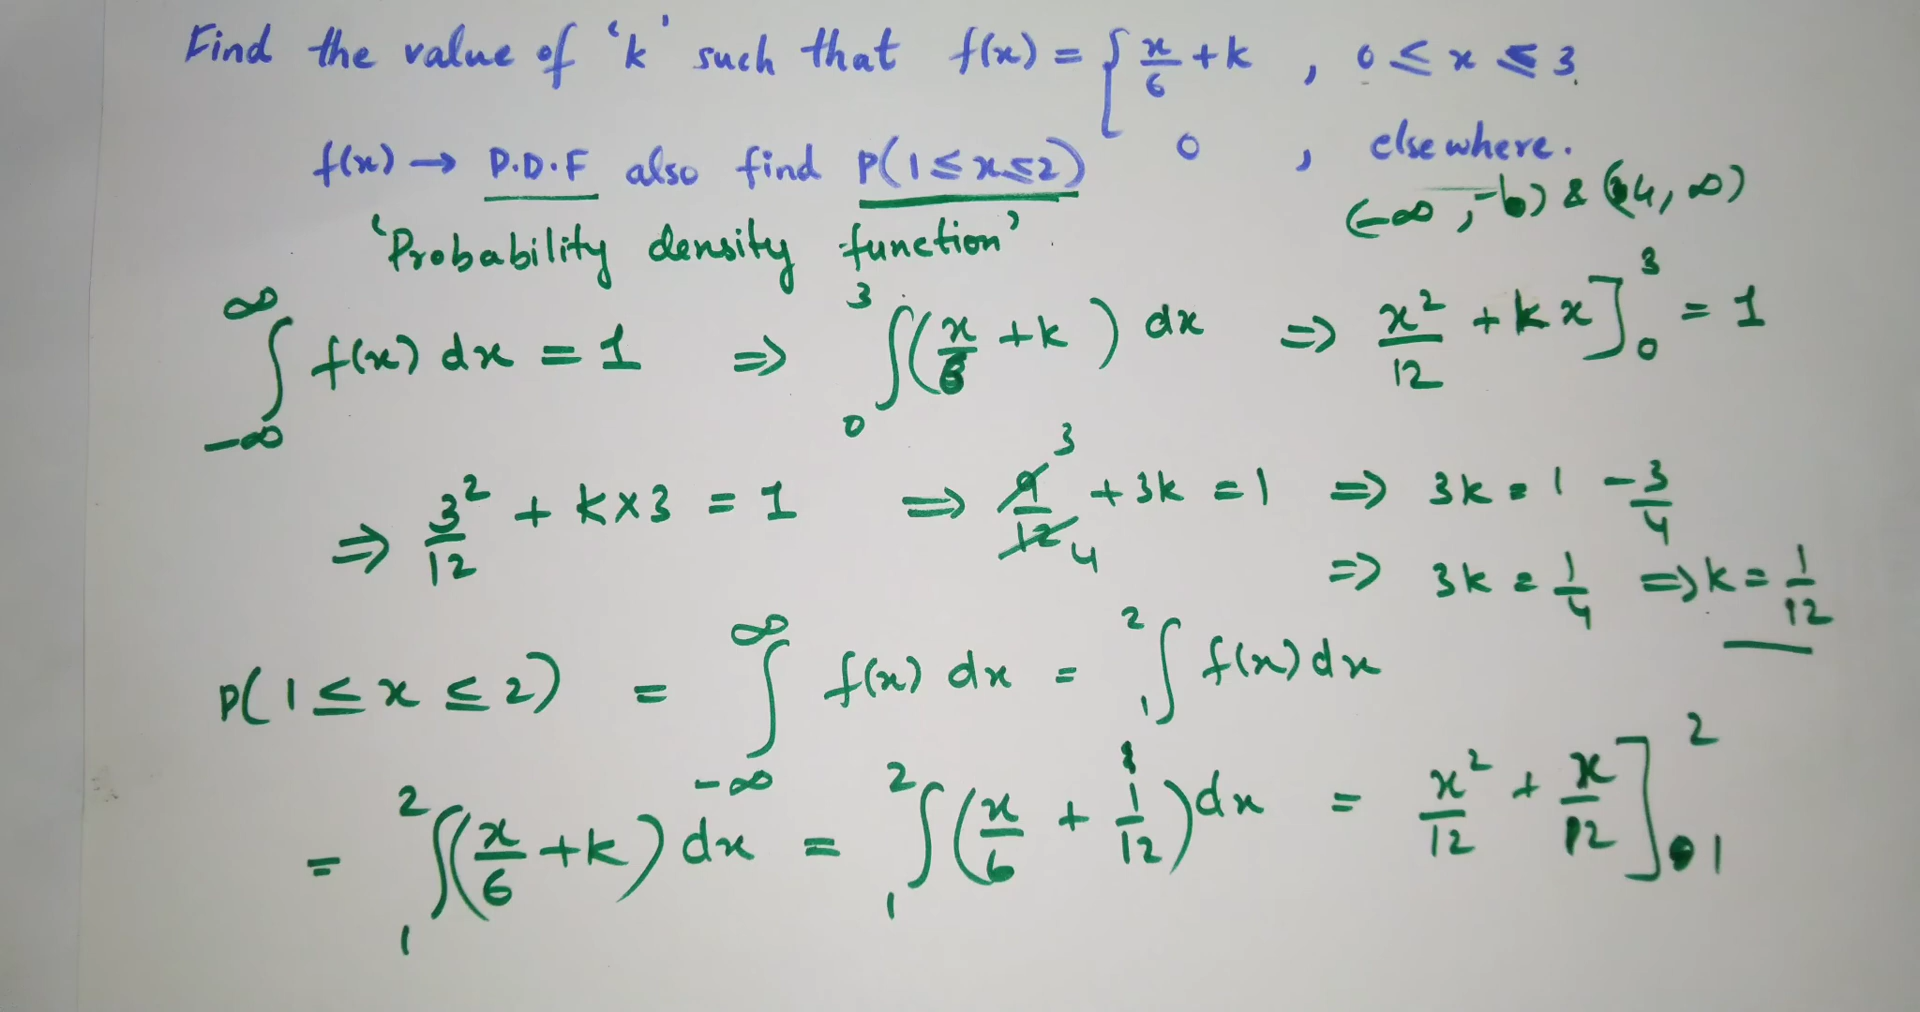 Find the value of 'k' such that f(x) = { x/6 + k , 0 ≤ x ≤ 3.
0 , elsewhere.
f(x) → P.D.F also find P(1≤x≤2)
(-∞, -6) & (4, ∞)
'Probability density function'
∫_{-∞}^{∞} f(x) dx = 1 ⇒ ∫_0^3 (x/6 + k) dx ⇒ x²/12 + kx]_0^3 = 1
⇒ 3²/12 + k×3 = 1 ⇒ 9/12 3 4 + 3k = 1 ⇒ 3k = 1 - 3/4
⇒ 3k = 1/4 ⇒ k = 1/12
P(1 ≤ x ≤ 2) = ∫_{-∞}^{∞} f(x) dx = ∫_1^2 f(x) dx
= ∫_1^2 (x/6 + k) dx = ∫_1^2 (x/6 + 1/12) dx = x²/12 + x/12]_1^2